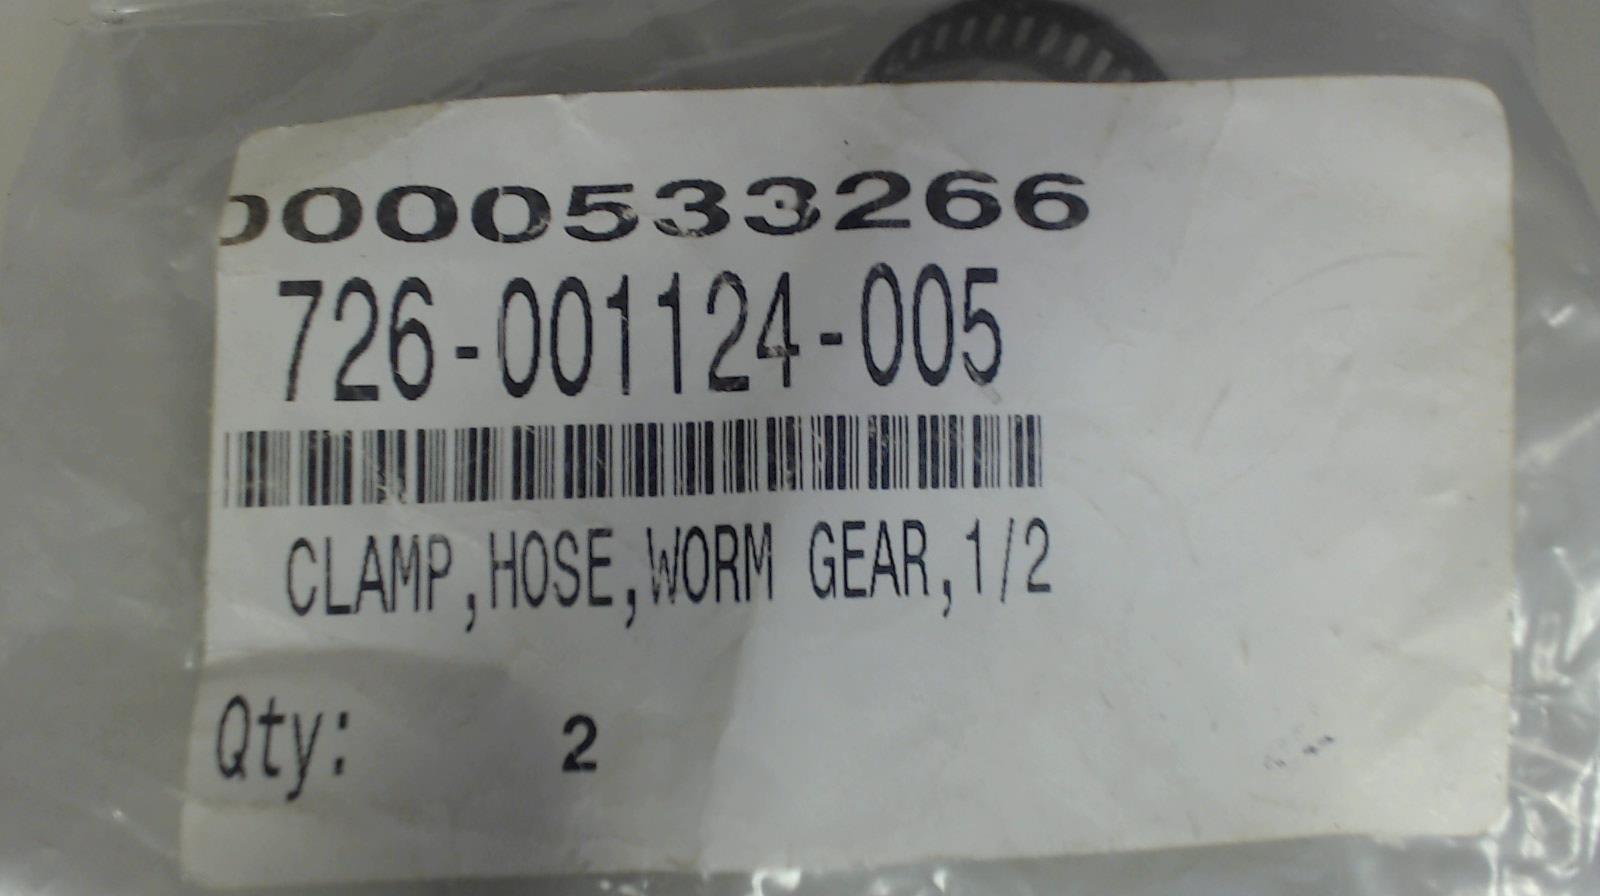 0000533266
726-001124-005
CLAMP,HOSE,WORM GEAR,1/2
Qty: 2